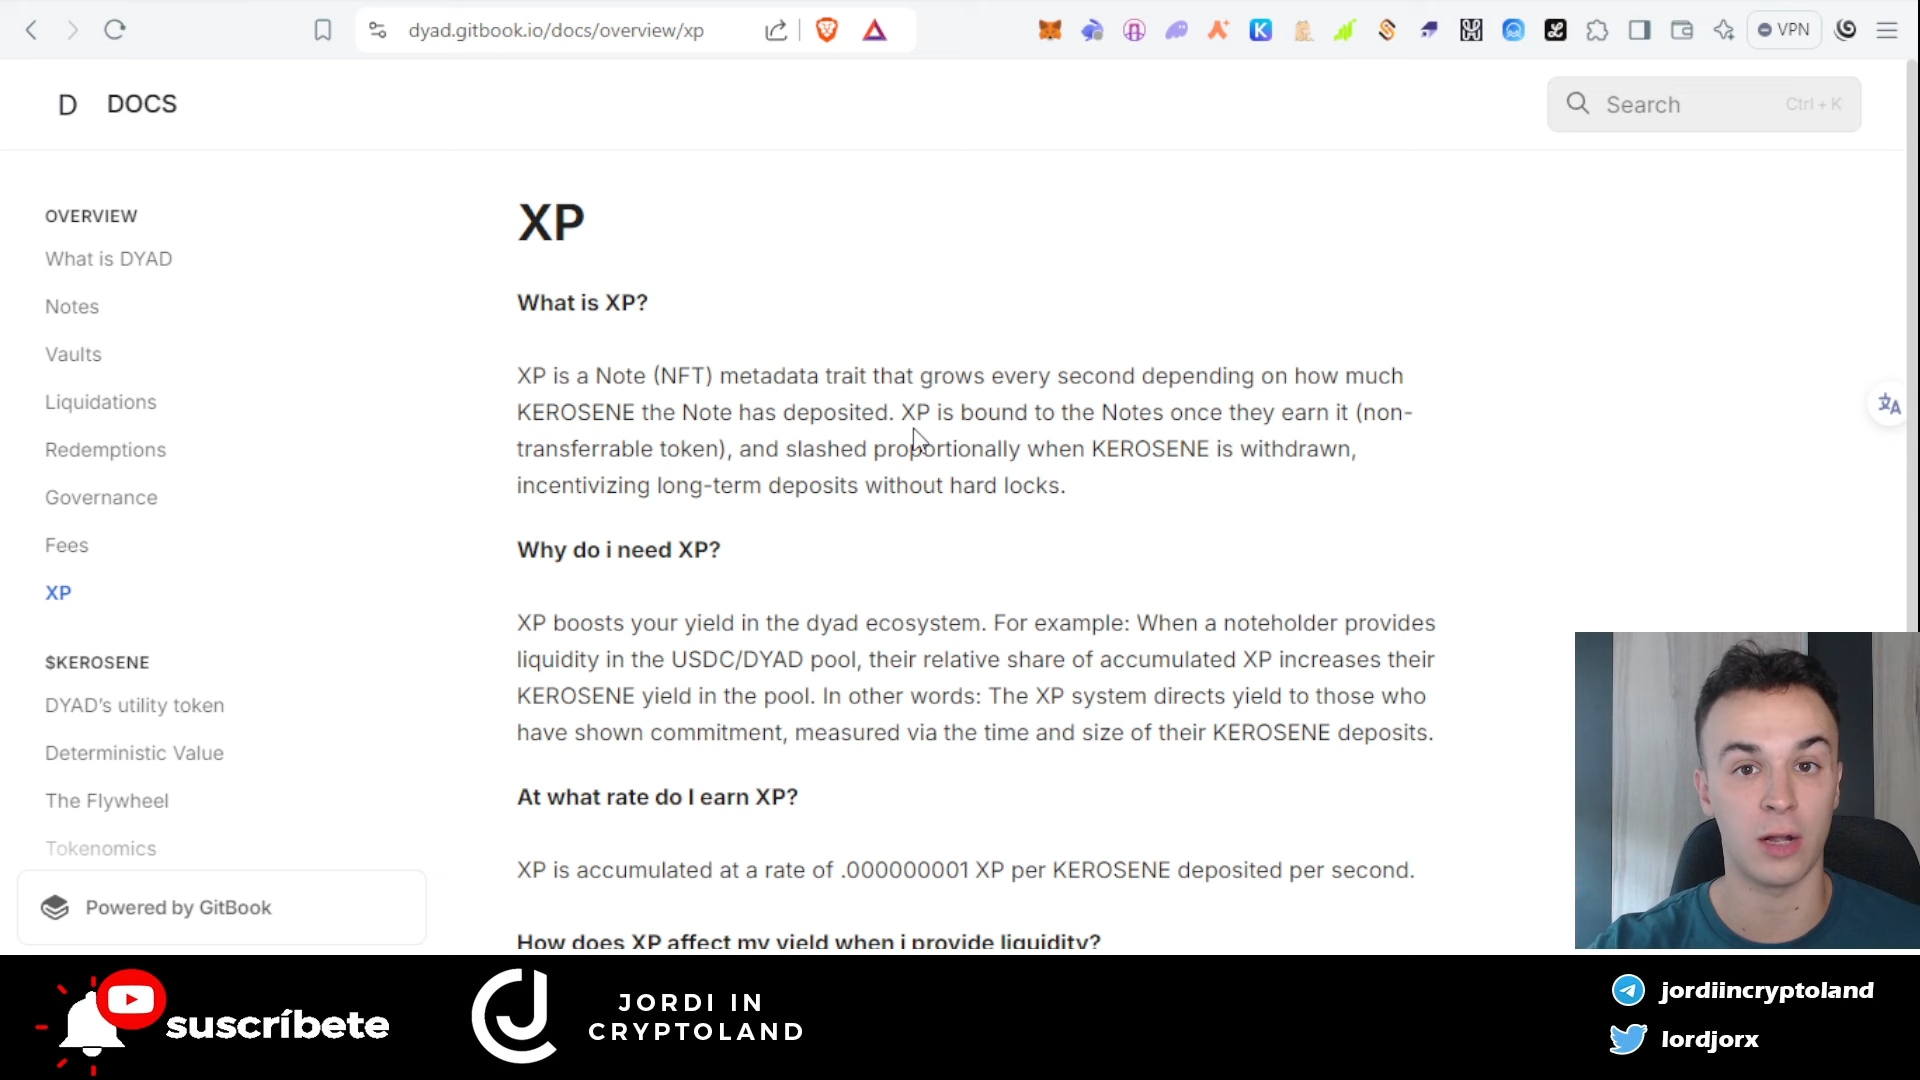 dyad.gitbook.io/docs/overview/xp
VPN
D DOCS
Search Ctrl + K
OVERVIEW
What is DYAD
Notes
Vaults
Liquidations
Redemptions
Governance
Fees
XP
$KEROSENE
DYAD's utility token
Deterministic Value
The Flywheel
Tokenomics
Powered by GitBook
XP
What is XP?
XP is a Note (NFT) metadata trait that grows every second depending on how much
KEROSENE the Note has deposited. XP is bound to the Notes once they earn it (non-
transferrable token), and slashed proportionally when KEROSENE is withdrawn,
incentivizing long-term deposits without hard locks.
Why do i need XP?
XP boosts your yield in the dyad ecosystem. For example: When a noteholder provides
liquidity in the USDC/DYAD pool, their relative share of accumulated XP increases their
KEROSENE yield in the pool. In other words: The XP system directs yield to those who
have shown commitment, measured via the time and size of their KEROSENE deposits.
At what rate do I earn XP?
XP is accumulated at a rate of .000000001 XP per KEROSENE deposited per second.
How does XP affect my yield when i provide liquidity?
suscríbete
JORDI IN
CRYPTOLAND
jordiincryptoland
lordjorx